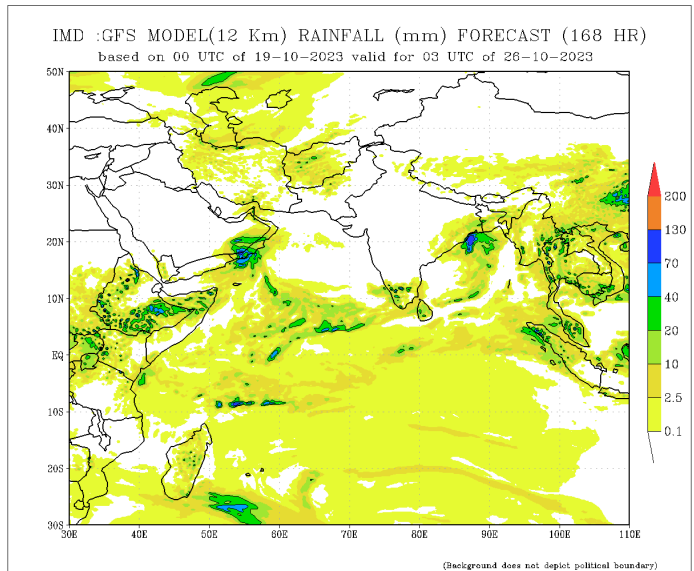 IMD :GFS MODEL(12 Km) RAINFALL (mm) FORECAST (168 HR)
based on 00 UTC of 19-10-2023 valid for 03 UTC of 26-10-2023
50N
40N
30N
20N
10N
EQ
10S
20S
30S
30E 40E 50E 60E 70E 80E 90E 100E 110E
200
130
70
40
20
10
2.5
0.1
(Background does not depict political boundary)